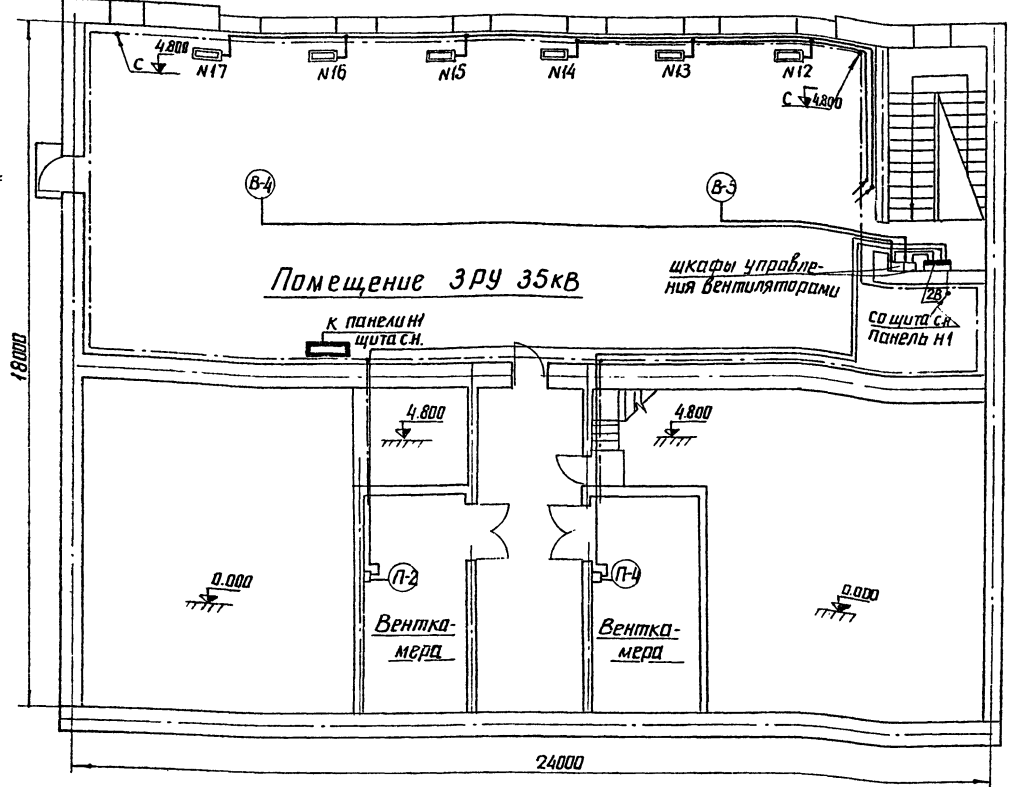 4.800
С
N17
N16
N15
N14
N13
N12
С 4.800
В-4
В-5
Помещение ЗРУ 35кВ
шкафы управле-
ния вентиляторами
2В
со щита с.н.
панель Н1
к панели Н1
щита с.н.
18000
4.800
4.800
0.000
0.000
П-2
П-4
Вентка-
мера
Вентка-
мера
24000